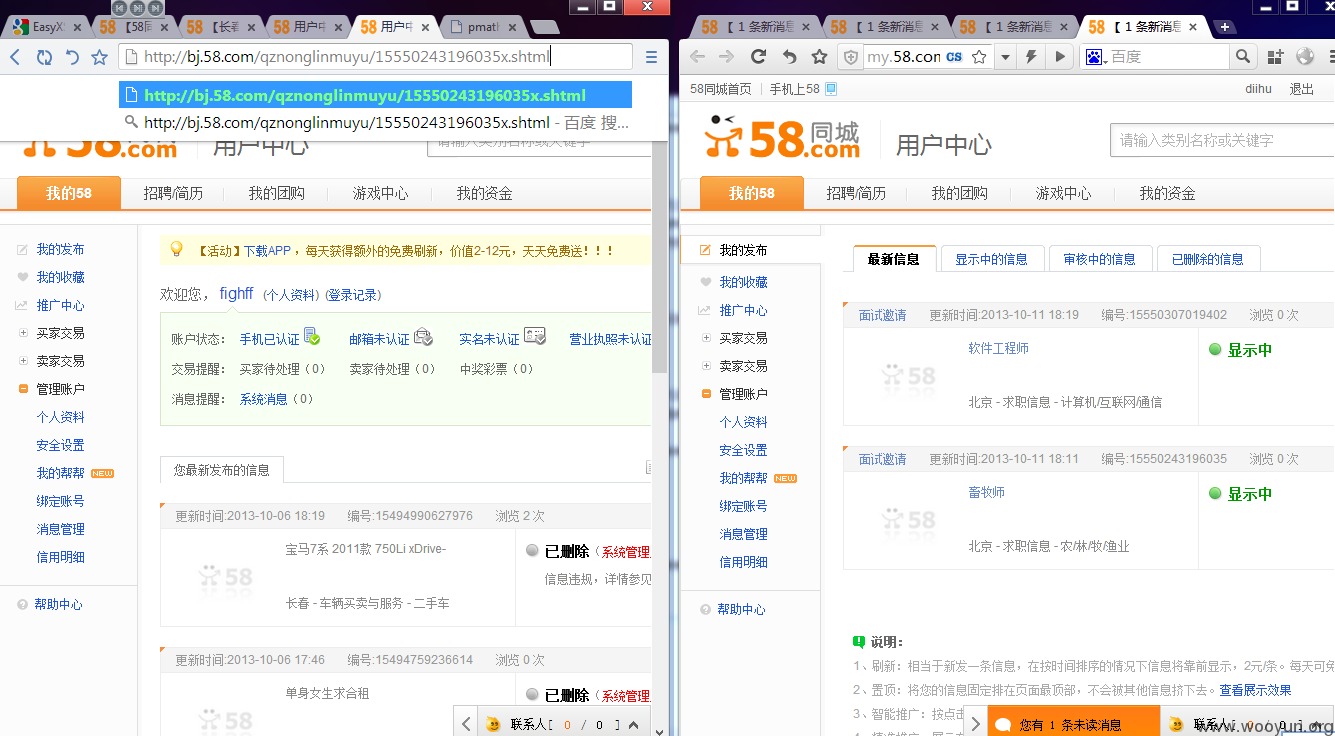 EasyX
【58同
【长春
用户中
用户中
pmath
http://bj.58.com/qznonglinmuyu/15550243196035x.shtml
http://bj.58.com/qznonglinmuyu/15550243196035x.shtml
http://bj.58.com/qznonglinmuyu/15550243196035x.shtml - 百度 搜...
58.com
用户中心
请输入类别名称或关键字
我的58
招聘/简历
我的团购
游戏中心
我的资金
我的发布
我的收藏
推广中心
买家交易
卖家交易
管理账户
个人资料
安全设置
我的帮帮 NEW
绑定账号
消息管理
信用明细
帮助中心
【活动】下载APP，每天获得额外的免费刷新，价值2-12元，天天免费送！！！
欢迎您， fighff (个人资料) (登录记录)
账户状态： 手机已认证 邮箱未认证 实名未认证 营业执照未认证
交易提醒： 买家待处理（0） 卖家待处理（0） 中奖彩票（0）
消息提醒： 系统消息（0）
您最新发布的信息
更新时间:2013-10-06 18:19 编号:15494990627976 浏览 2 次
宝马7系 2011款 750Li xDrive-
已删除（系统管理
信息违规，详情参见
58
长春 - 车辆买卖与服务 - 二手车
更新时间:2013-10-06 17:46 编号:15494759236614 浏览 0 次
单身女生求合租
已删除（系统管理
58
联系人[ 0 / 0 ]
【 1 条新消息
【 1 条新消息
【 1 条新消息
【 1 条新消息
my.58.com
CS
百度
58同城首页 手机上58
diihu 退出
58同城.com
用户中心
请输入类别名称或关键字
我的58
招聘/简历
我的团购
游戏中心
我的资金
我的发布
我的收藏
推广中心
买家交易
卖家交易
管理账户
个人资料
安全设置
我的帮帮 NEW
绑定账号
消息管理
信用明细
帮助中心
最新信息
显示中的信息
审核中的信息
已删除的信息
面试邀请 更新时间:2013-10-11 18:19 编号:15550307019402 浏览 0 次
软件工程师
显示中
58
北京 - 求职信息 - 计算机/互联网/通信
面试邀请 更新时间:2013-10-11 18:11 编号:15550243196035 浏览 0 次
畜牧师
显示中
58
北京 - 求职信息 - 农/林/牧/渔业
说明：
1、刷新：相当于新发一条信息，在按时间排序的情况下信息将靠前显示，2元/条。每天可免
2、置顶：将您的信息固定排在页面最顶部，不会被其他信息挤下去。查看展示效果
3、智能推广：按点击
您有 1 条未读消息
联系人[ 0 / 0 ]
www.wooyun.org